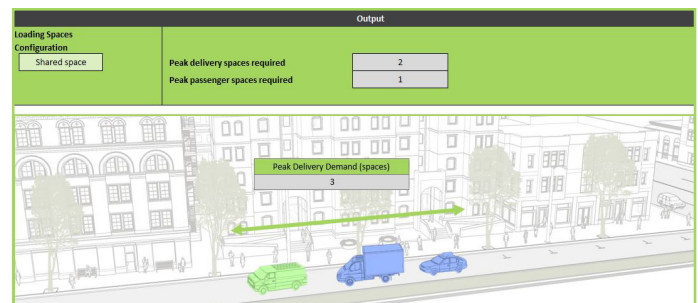 Output
Loading Spaces
Configuration
Shared space
Peak delivery spaces required 2
Peak passenger spaces required 1
Peak Delivery Demand (spaces)
3